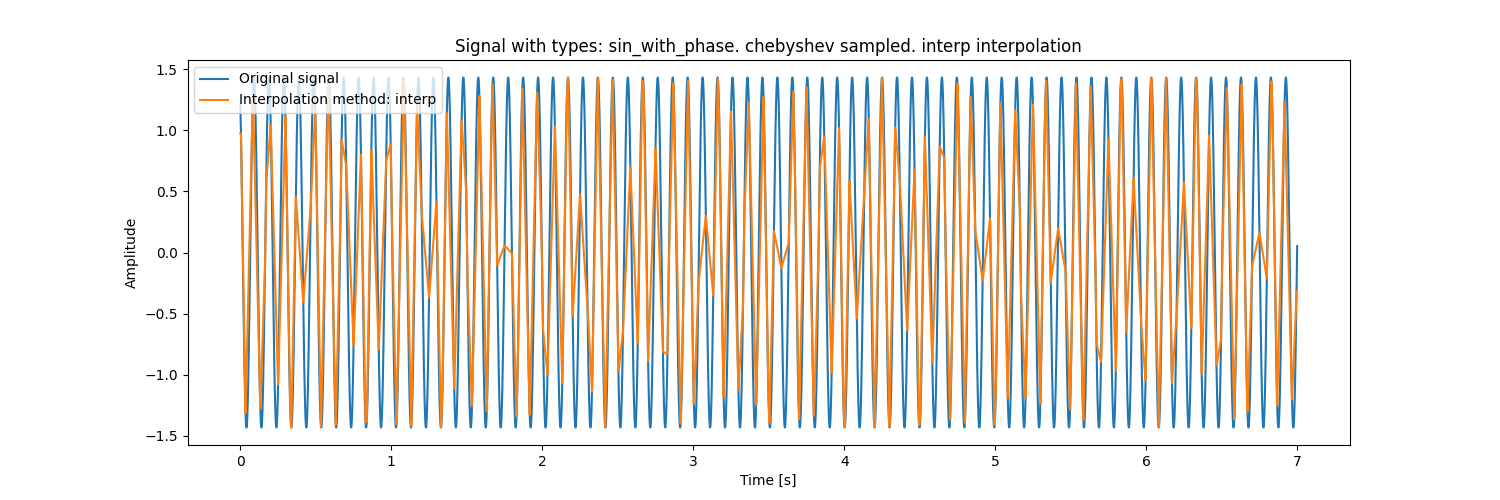 Signal with types: sin_with_phase. chebyshev sampled. interp interpolation
Original signal
Interpolation method: interp
Amplitude
1.5
1.0
0.5
0.0
−0.5
−1.0
−1.5
0 1 2 3 4 5 6 7
Time [s]